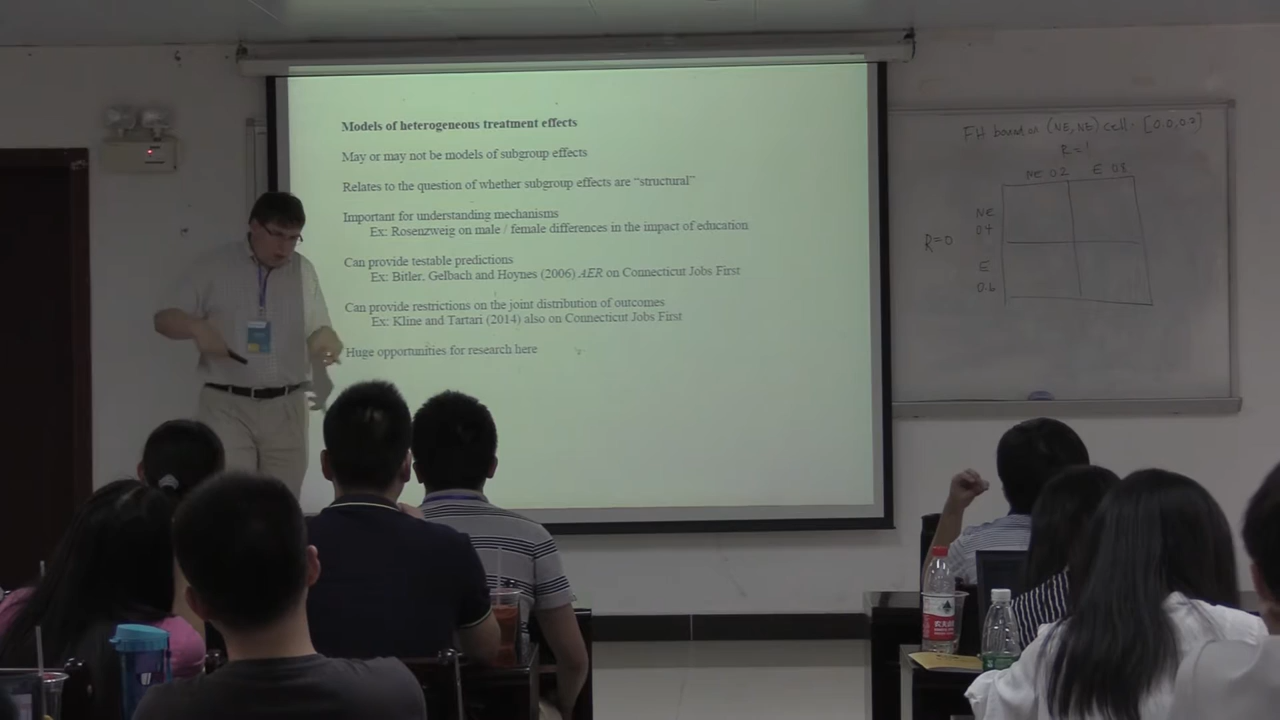 Models of heterogeneous treatment effects
May or may not be models of subgroup effects
Relates to the question of whether subgroup effects are “structural”
Important for understanding mechanisms
Ex: Rosenzweig on male / female differences in the impact of education
Can provide testable predictions
Ex: Bitler, Gelbach and Hoynes (2006) AER on Connecticut Jobs First
Can provide restrictions on the joint distribution of outcomes
Ex: Kline and Tartari (2014) also on Connecticut Jobs First
Huge opportunities for research here
FH based on (NE, NE) cell: [0.0, 0.2]
R=1
NE 0.2 E 0.8
NE
0.4
R=0
E
0.6
农夫山泉